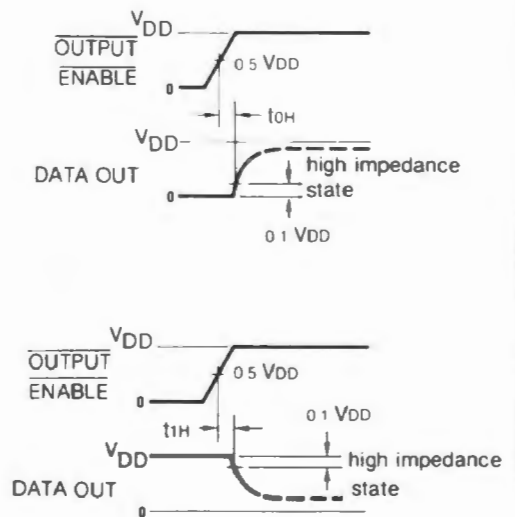 VDD
OUTPUT
ENABLE
0 5 VDD
0
tOH
VDD
DATA OUT
high impedance
state
0
0 1 VDD
VDD
OUTPUT
ENABLE
0 5 VDD
0
0 1 VDD
t1H
VDD
high impedance
DATA OUT
state
0